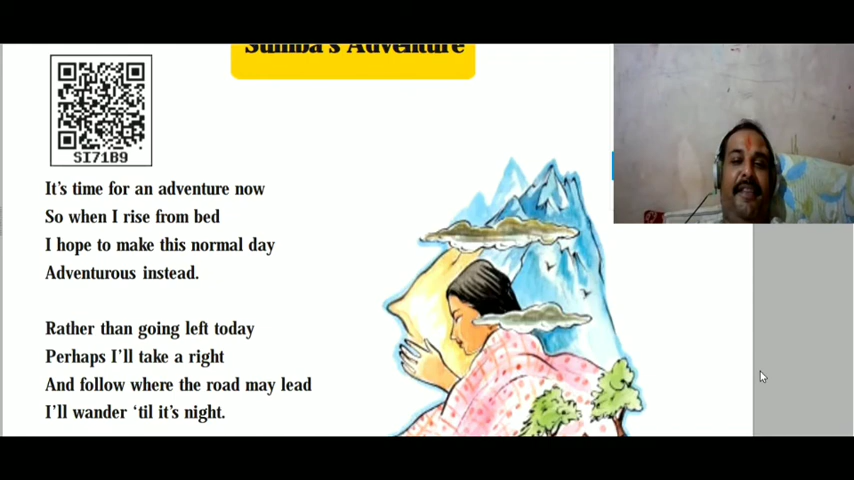 Sumba's Adventure
SI71B9
It's time for an adventure now
So when I rise from bed
I hope to make this normal day
Adventurous instead.
Rather than going left today
Perhaps I'll take a right
And follow where the road may lead
I'll wander ‘til it's night.